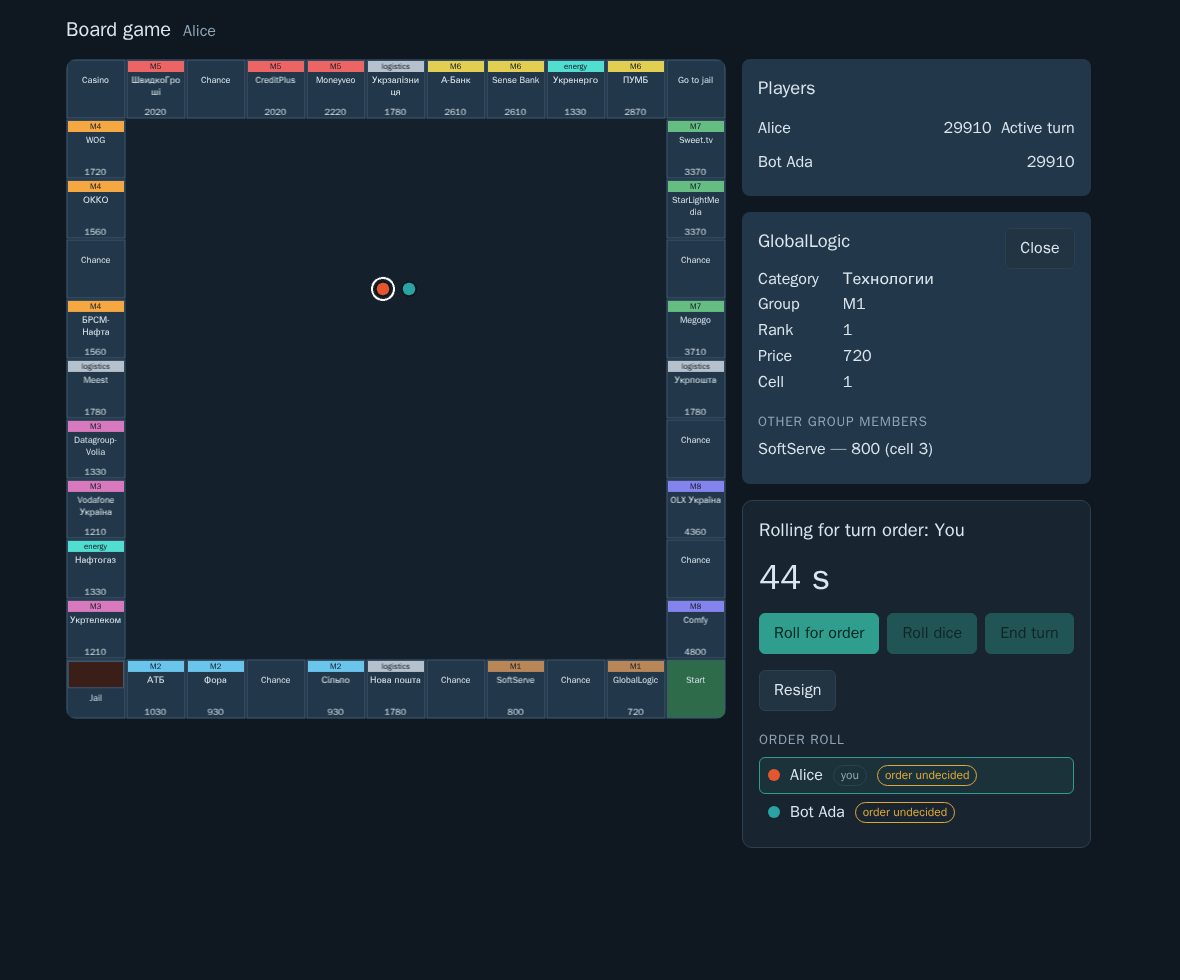 Board game Alice
Casino
M5
ШвидкоГро
ші
2020
Chance
M5
CreditPlus
2020
M5
Moneyveo
2220
logistics
Укрзалізни
ця
1780
M6
А-Банк
2610
M6
Sense Bank
2610
energy
Укренерго
1330
M6
ПУМБ
2870
Go to jail
M4
WOG
1720
M7
Sweet.tv
3370
M4
ОККО
1560
M7
StarLightMe
dia
3370
Chance
Chance
M4
БРСМ-
Нафта
1560
M7
Megogo
3710
logistics
Meest
1780
logistics
Укрпошта
1780
M3
Datagroup-
Volia
1330
Chance
M3
Vodafone
Україна
1210
M8
OLX Україна
4360
energy
Нафтогаз
1330
Chance
M3
Укртелеком
1210
M8
Comfy
4800
Jail
M2
АТБ
1030
M2
Фора
930
Chance
M2
Сільпо
930
logistics
Нова пошта
1780
Chance
M1
SoftServe
800
Chance
M1
GlobalLogic
720
Start
Players
Alice 29910 Active turn
Bot Ada 29910
GlobalLogic
Close
Category Технологии
Group M1
Rank 1
Price 720
Cell 1
OTHER GROUP MEMBERS
SoftServe — 800 (cell 3)
Rolling for turn order: You
44 s
Roll for order Roll dice End turn
Resign
ORDER ROLL
Alice you order undecided
Bot Ada order undecided